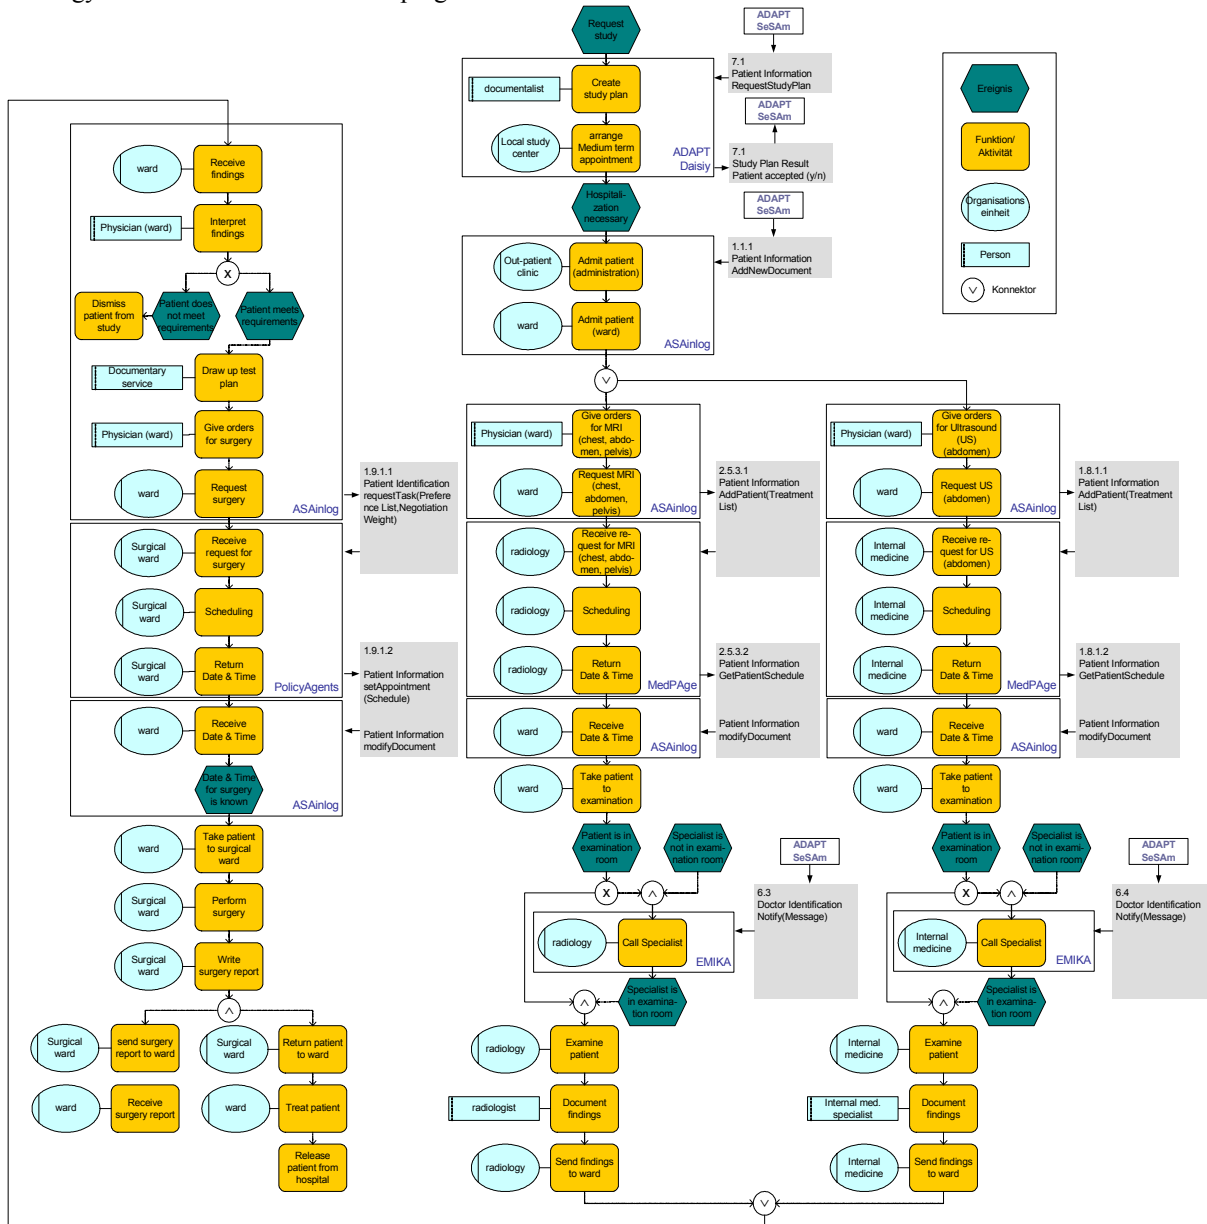 Request
study
ADAPT
SeSAm
7.1
Patient Information
RequestStudyPlan
documentalist
Create
study plan
ADAPT
SeSAm
Local study
center
arrange
Medium term
appointment
ADAPT
Daisiy
7.1
Study Plan Result
Patient accepted (y/n)
Hospitali-
zation
necessary
ADAPT
SeSAm
1.1.1
Patient Information
AddNewDocument
Out-patient
clinic
Admit patient
(administration)
ward
Admit patient
(ward)
ASAinlog
V
Ereignis
Funktion/
Aktivität
Organisations
einheit
Person
V
Konnektor
ward
Receive
findings
Physician (ward)
Interpret
findings
X
Dismiss
patient from
study
Patient does
not meet
requirements
Patient meets
requirements
Documentary
service
Draw up test
plan
Physician (ward)
Give orders
for surgery
ward
Request
surgery
ASAinlog
1.9.1.1
Patient Identification
requestTask(Prefere
nce List,Negotiation
Weight)
Surgical
ward
Receive
request for
surgery
Surgical
ward
Scheduling
Surgical
ward
Return
Date & Time
PolicyAgents
1.9.1.2
Patient Information
setAppointment
(Schedule)
Patient Information
modifyDocument
ward
Receive
Date & Time
Date & Time
for surgery
is known
ASAinlog
ward
Take patient
to surgical
ward
Surgical
ward
Perform
surgery
Surgical
ward
Write
surgery report
Λ
Surgical
ward
send surgery
report to ward
Surgical
ward
Return patient
to ward
ward
Receive
surgery report
ward
Treat patient
Release
patient from
hospital
Physician (ward)
Give orders
for MRI
(chest, abdo-
men, pelvis)
ward
Request MRI
(chest,
abdomen,
pelvis)
ASAinlog
2.5.3.1
Patient Information
AddPatient(Treatment
List)
radiology
Receive re-
quest for MRI
(chest, abdo-
men, pelvis)
radiology
Scheduling
radiology
Return
Date & Time
MedPAge
2.5.3.2
Patient Information
GetPatientSchedule
Patient Information
modifyDocument
ward
Receive
Date & Time
ASAinlog
ward
Take patient
to
examination
Patient is in
examination
room
Specialist is
not in exami-
nation room
X
Λ
ADAPT
SeSAm
6.3
Doctor Identification
Notify(Message)
radiology
Call Specialist
EMIKA
Specialist is
in examina-
tion room
Λ
radiology
Examine
patient
radiologist
Document
findings
radiology
Send findings
to ward
Physician (ward)
Give orders
for Ultrasound
(US)
(abdomen)
ward
Request US
(abdomen)
ASAinlog
1.8.1.1
Patient Information
AddPatient(Treatment
List)
Internal
medicine
Receive re-
quest for US
(abdomen)
Internal
medicine
Scheduling
Internal
medicine
Return
Date & Time
MedPAge
1.8.1.2
Patient Information
GetPatientSchedule
Patient Information
modifyDocument
ward
Receive
Date & Time
ASAinlog
ward
Take patient
to
examination
Patient is in
examination
room
Specialist is
not in exami-
nation room
X
Λ
ADAPT
SeSAm
6.4
Doctor Identification
Notify(Message)
Internal
medicine
Call Specialist
EMIKA
Specialist is
in examina-
tion room
Λ
Internal
medicine
Examine
patient
Internal med.
specialist
Document
findings
Internal
medicine
Send findings
to ward
V